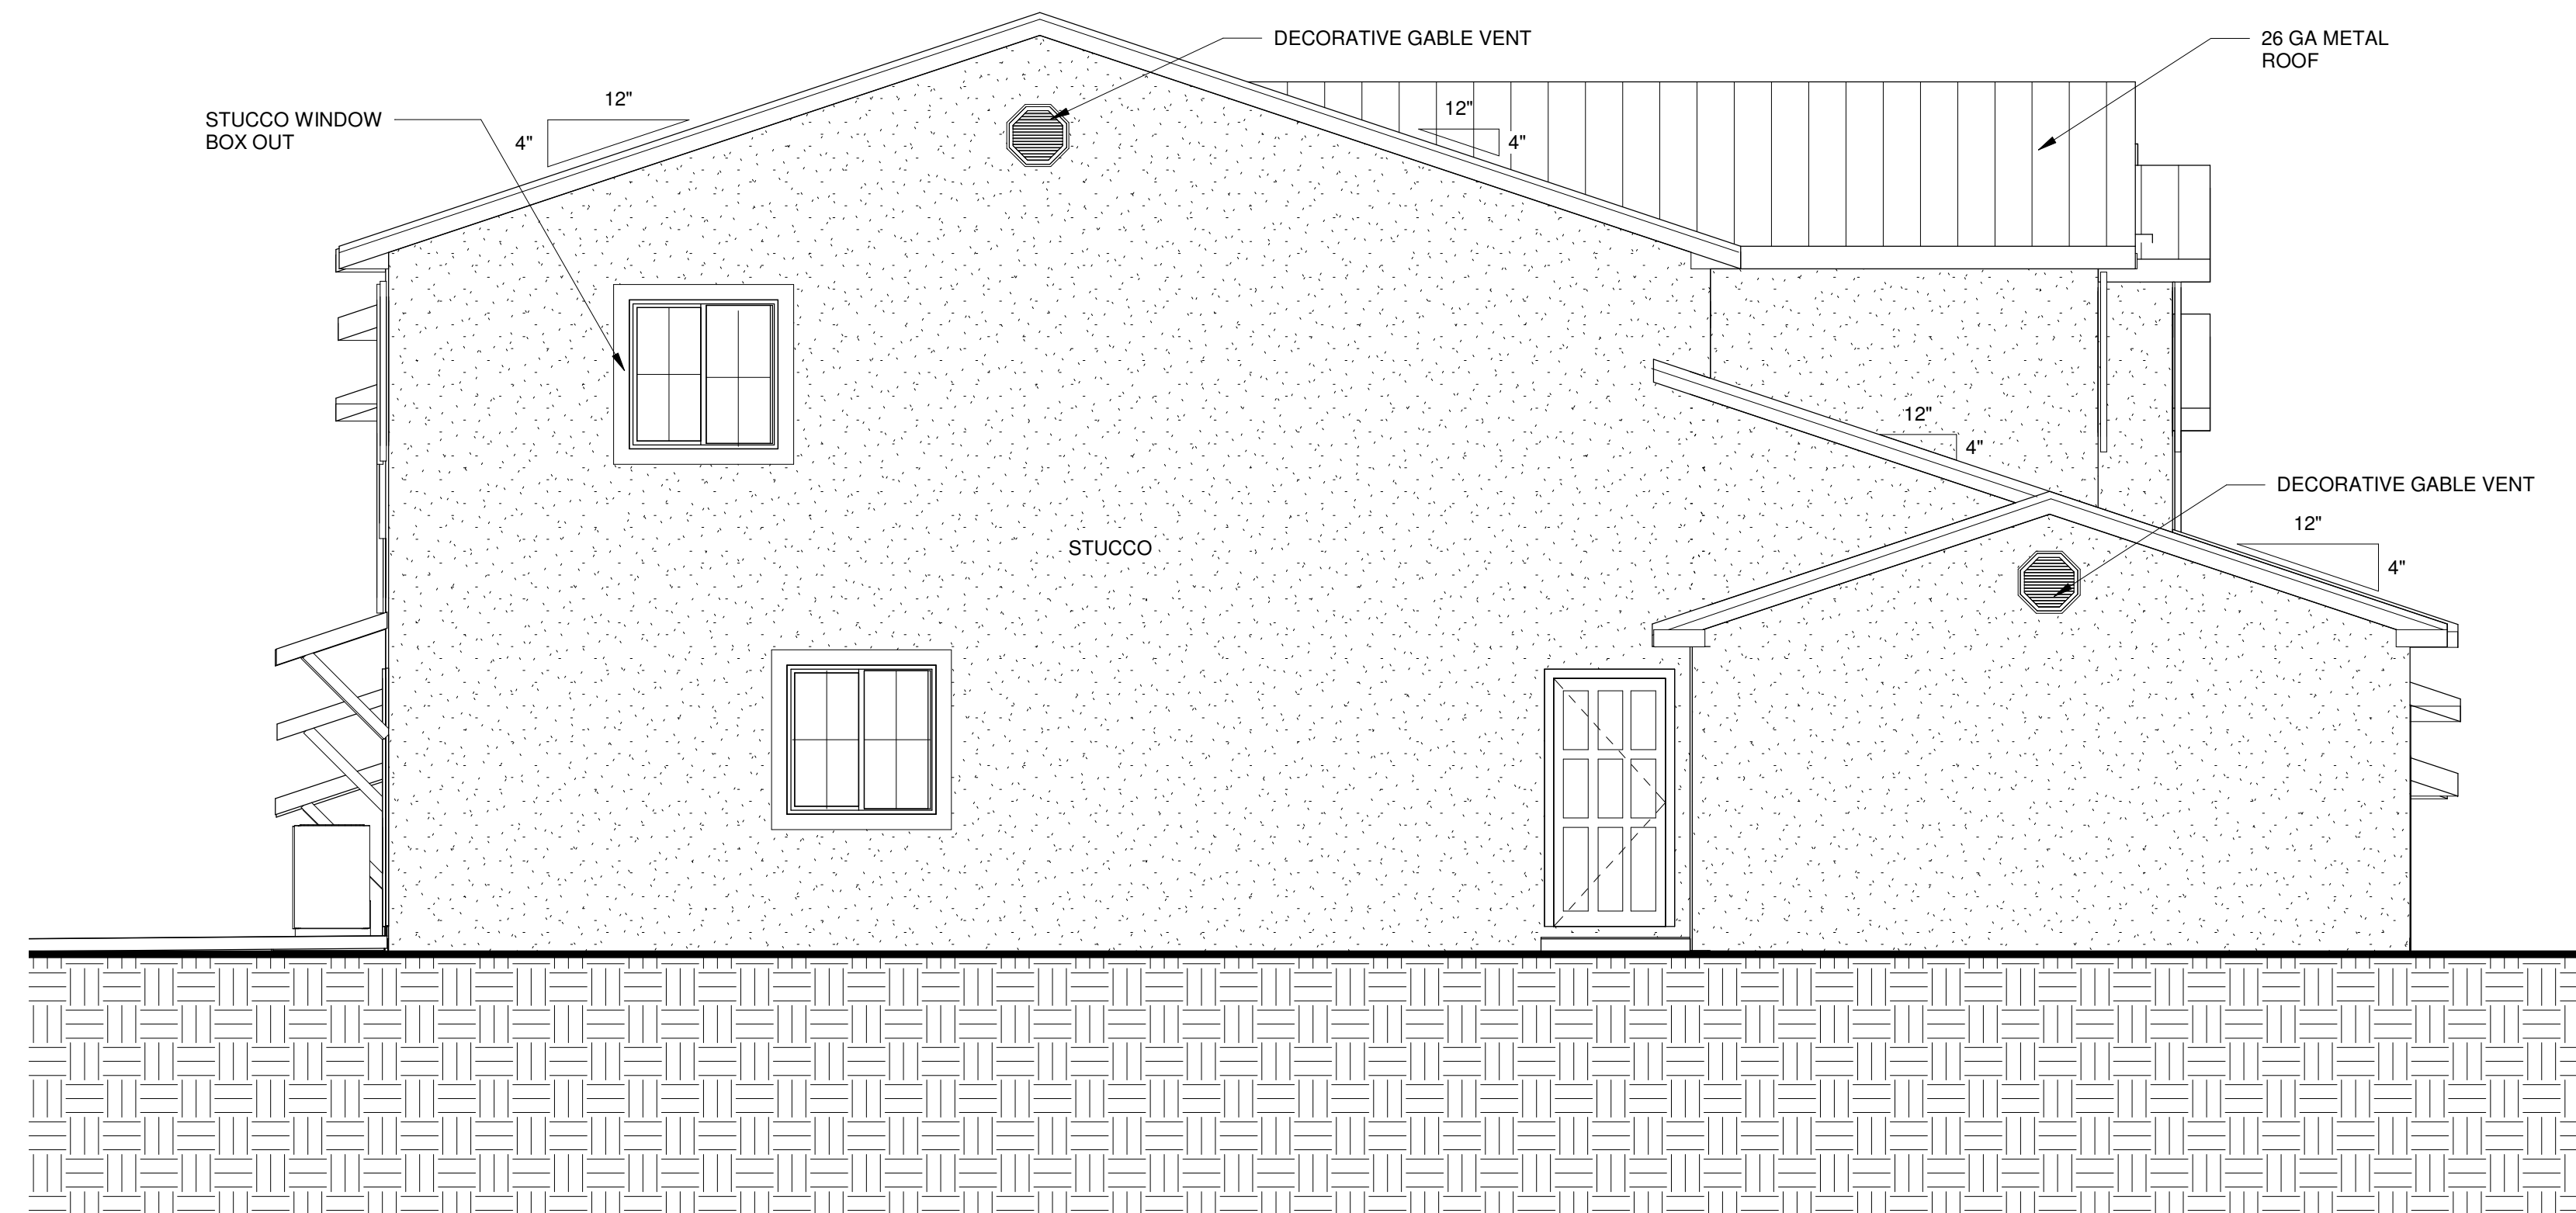 DECORATIVE GABLE VENT
26 GA METAL
ROOF
12"
4"
STUCCO WINDOW
BOX OUT
12"
4"
12"
4"
DECORATIVE GABLE VENT
12"
4"
STUCCO